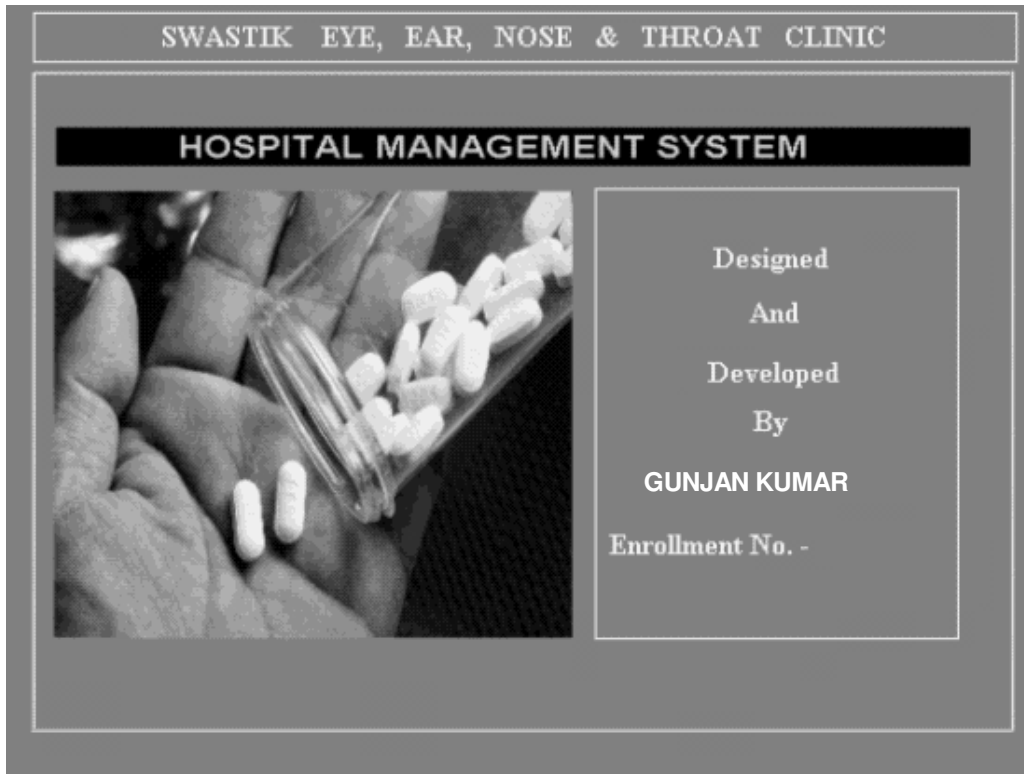 SWASTIK EYE, EAR, NOSE & THROAT CLINIC
HOSPITAL MANAGEMENT SYSTEM
Designed
And
Developed
By
GUNJAN KUMAR
Enrollment No. -